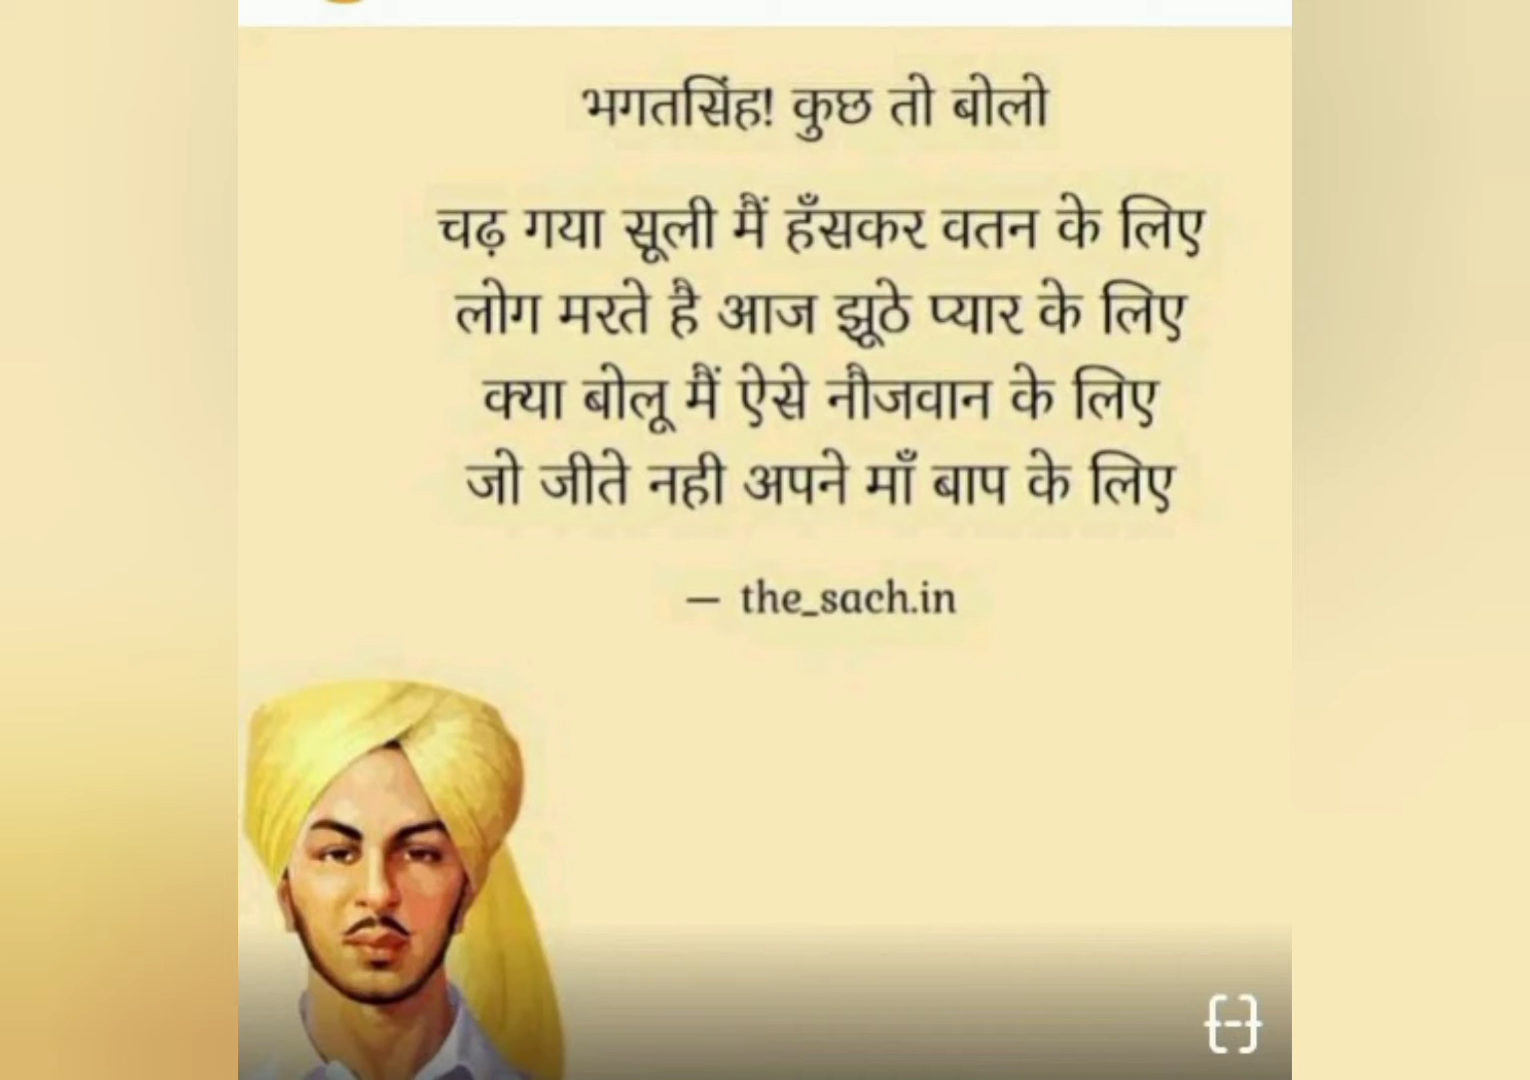 भगतसिंह! कुछ तो बोलो
चढ़ गया सूली मैं हँसकर वतन के लिए
लोग मरते है आज झूठे प्यार के लिए
क्या बोलू मैं ऐसे नौजवान के लिए
जो जीते नही अपने माँ बाप के लिए
— the_sach.in